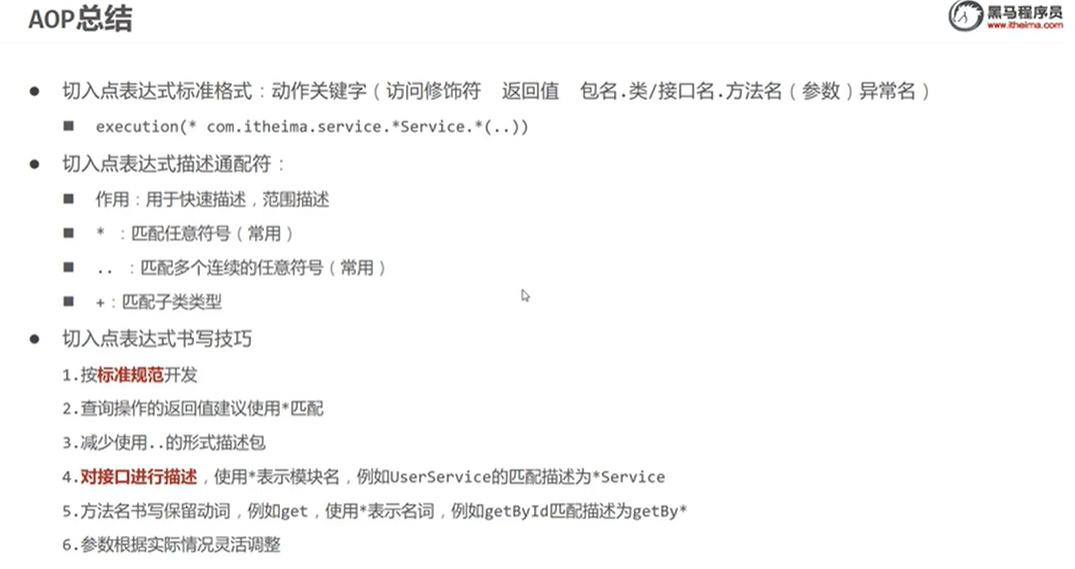 AOP总结
黑马程序员
www.itheima.com
● 切入点表达式标准格式：动作关键字（访问修饰符 返回值 包名.类/接口名.方法名（参数）异常名）
■ execution(* com.itheima.service.*Service.*(..))
● 切入点表达式描述通配符：
■ 作用：用于快速描述，范围描述
■ * ：匹配任意符号（常用）
■ .. ：匹配多个连续的任意符号（常用）
■ +：匹配子类类型
● 切入点表达式书写技巧
1.按标准规范开发
2.查询操作的返回值建议使用*匹配
3.减少使用..的形式描述包
4.对接口进行描述，使用*表示模块名，例如UserService的匹配描述为*Service
5.方法名书写保留动词，例如get，使用*表示名词，例如getById匹配描述为getBy*
6.参数根据实际情况灵活调整